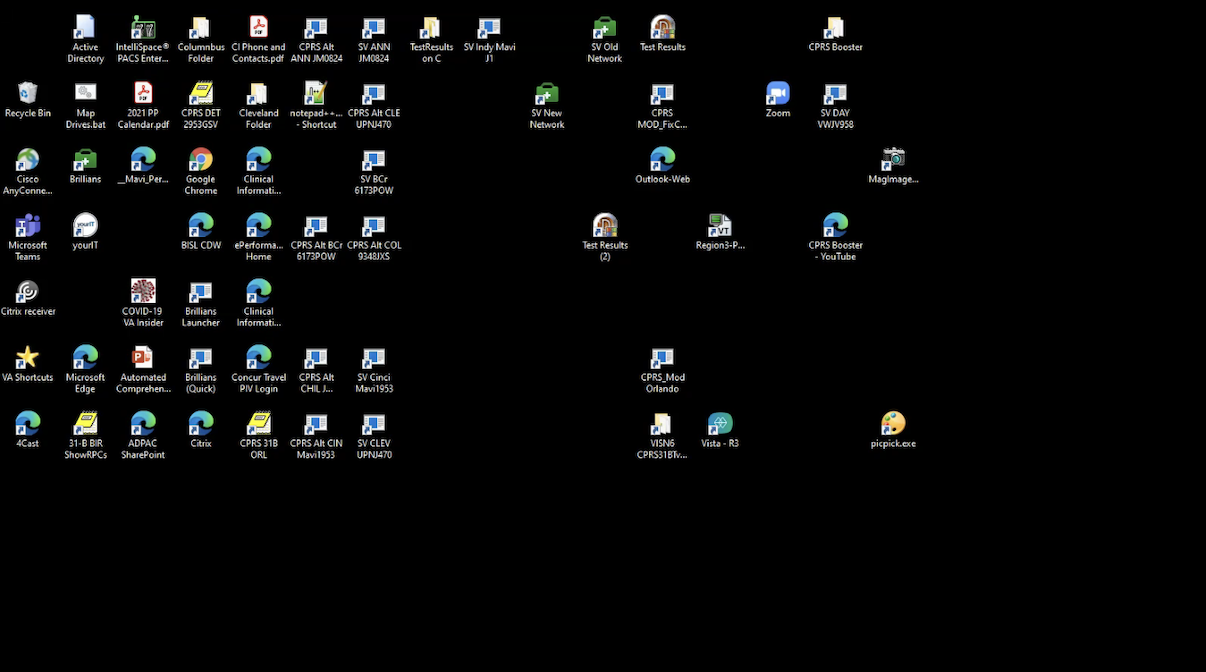 Active
Directory
IntelliSpace®
PACS Enter...
Columnbus
Folder
CI Phone and
Contacts.pdf
CPRS Alt
ANN JM0824
SV ANN
JM0824
TestResults
on C
SV Indy Mavi
J1
SV Old
Network
Test Results
CPRS Booster
Recycle Bin
Map
Drives.bat
2021 PP
Calendar.pdf
CPRS DET
2953GSV
Cleveland
Folder
notepad++...
- Shortcut
CPRS Alt CLE
UPNJ470
SV New
Network
CPRS
MOD_FixC...
Zoom
SV DAY
VWJV958
Cisco
AnyConne...
Brillians
__Mavi_Per...
Google
Chrome
Clinical
Informati...
SV BCr
6173POW
Outlook-Web
MagImage...
Microsoft
Teams
yourIT
yourIT
BISL CDW
ePerforma...
Home
CPRS Alt BCr
6173POW
CPRS Alt COL
9348JXS
Test Results
(2)
VT
Region3-P...
CPRS Booster
- YouTube
Citrix receiver
COVID-19
VA Insider
Brillians
Launcher
Clinical
Informati...
VA Shortcuts
Microsoft
Edge
Automated
Comprehen...
Brillians
(Quick)
Concur Travel
PIV Login
CPRS Alt
CHIL J...
SV Cinci
Mavi1953
CPRS_Mod
Orlando
4Cast
31-B BIR
ShowRPCs
ADPAC
SharePoint
Citrix
CPRS 31B
ORL
CPRS Alt CIN
Mavi1953
SV CLEV
UPNJ470
VISN6
CPRS31BTv...
Vista - R3
picpick.exe